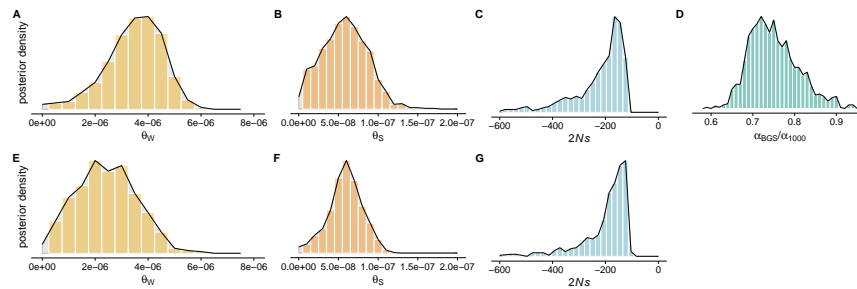 A B C D
posterior density
0e+00 2e-06 4e-06 6e-06 8e-06
θW
0.0e+00 5.0e-08 1.0e-07 1.5e-07 2.0e-07
θS
-600 -400 -200 0
2Ns
0.6 0.7 0.8 0.9
αBGS/α1000
E F G
posterior density
0e+00 2e-06 4e-06 6e-06 8e-06
θW
0.0e+00 5.0e-08 1.0e-07 1.5e-07 2.0e-07
θS
-600 -400 -200 0
2Ns